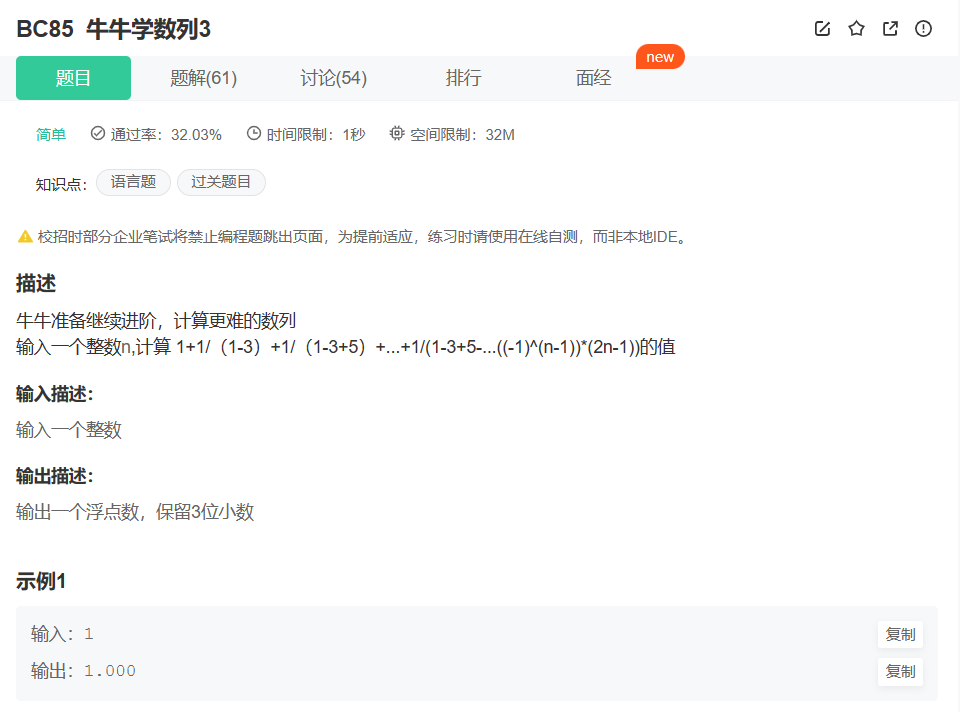 BC85 牛牛学数列3
new
题目 题解(61) 讨论(54) 排行 面经
简单 通过率：32.03% 时间限制：1秒 空间限制：32M
知识点： 语言题 过关题目
校招时部分企业笔试将禁止编程题跳出页面，为提前适应，练习时请使用在线自测，而非本地IDE。
描述
牛牛准备继续进阶，计算更难的数列
输入一个整数n,计算 1+1/（1-3）+1/（1-3+5）+...+1/(1-3+5-...((-1)^(n-1))*(2n-1))的值
输入描述：
输入一个整数
输出描述：
输出一个浮点数，保留3位小数
示例1
输入：1 复制
输出：1.000 复制